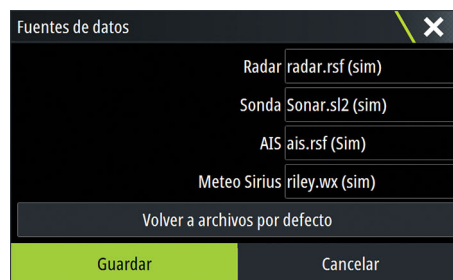 Fuentes de datos
Radar radar.rsf (sim)
Sonda Sonar.sl2 (sim)
AIS ais.rsf (Sim)
Meteo Sirius riley.wx (sim)
Volver a archivos por defecto
Guardar Cancelar